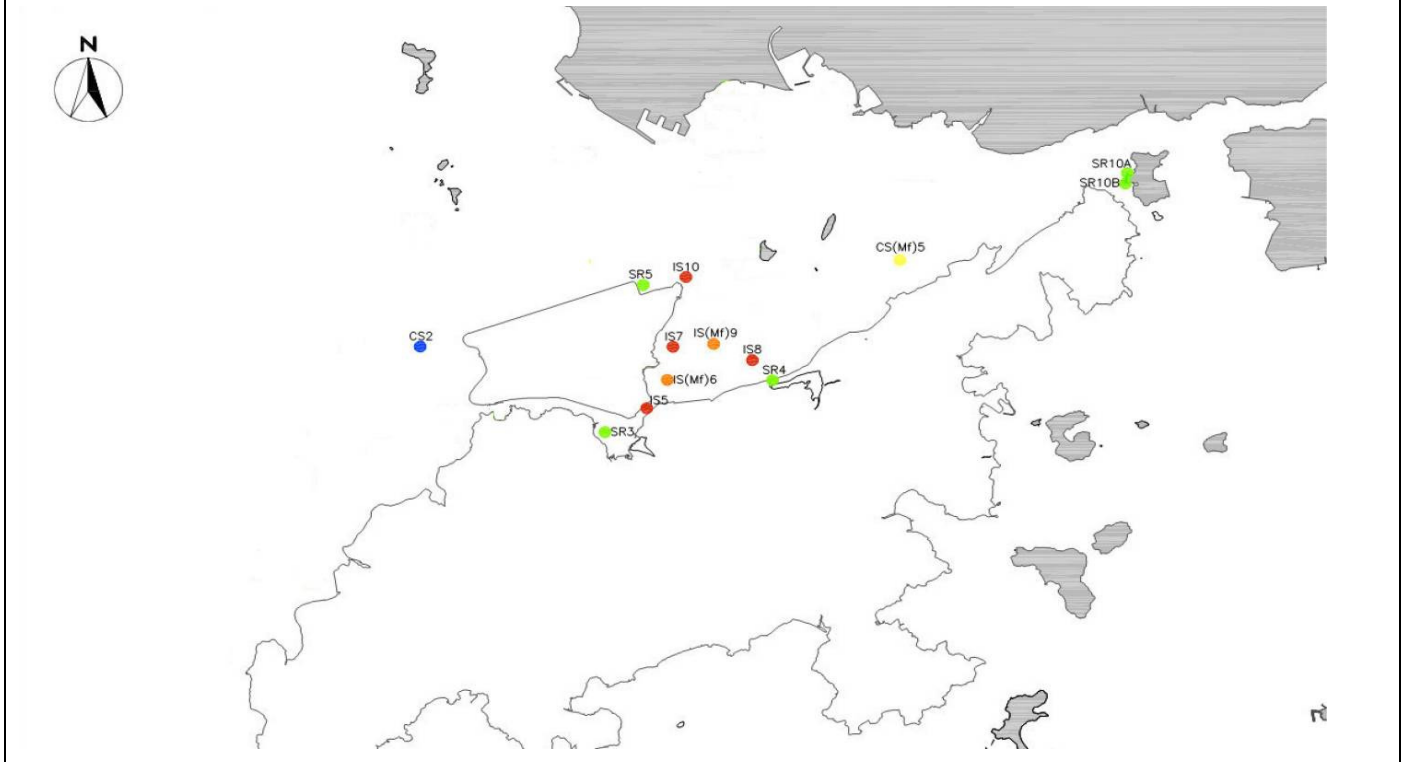 N
SR10A
SR10B
CS(Mf)5
IS10
SR5
CS2
IS7
IS(Mf)9
IS8
SR4
IS(Mf)6
IS5
SR3